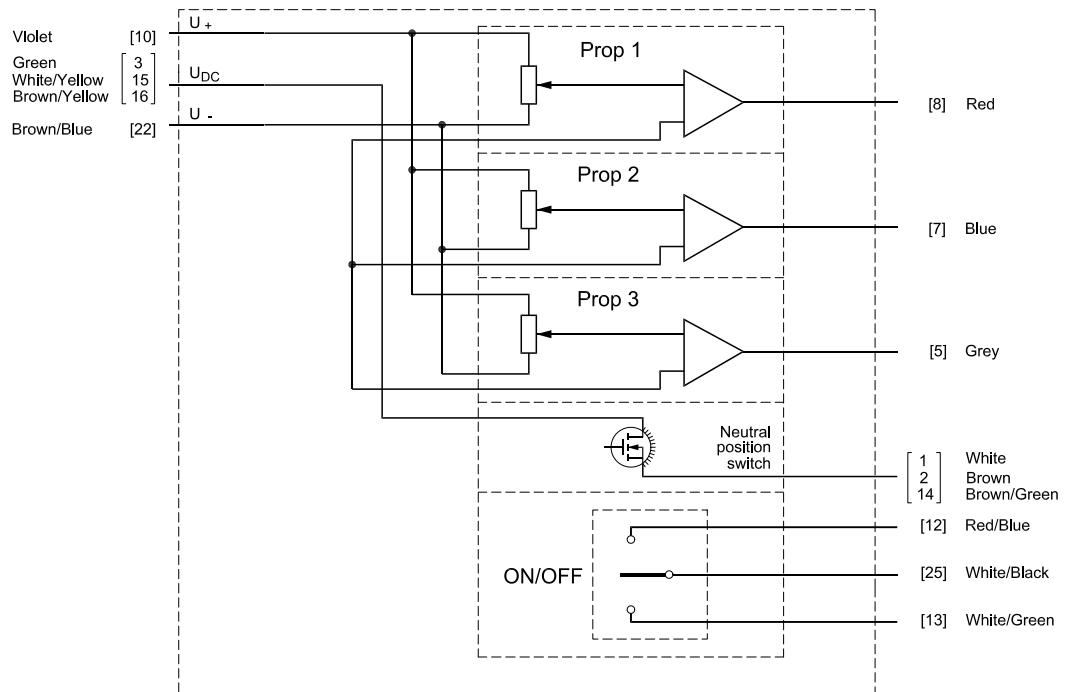 Violet [10] U +
Green 3
White/Yellow 15 UDC
Brown/Yellow 16
Brown/Blue [22] U -
Prop 1
[8] Red
Prop 2
[7] Blue
Prop 3
[5] Grey
Neutral
position
switch
1 White
2 Brown
14 Brown/Green
[12] Red/Blue
ON/OFF
[25] White/Black
[13] White/Green